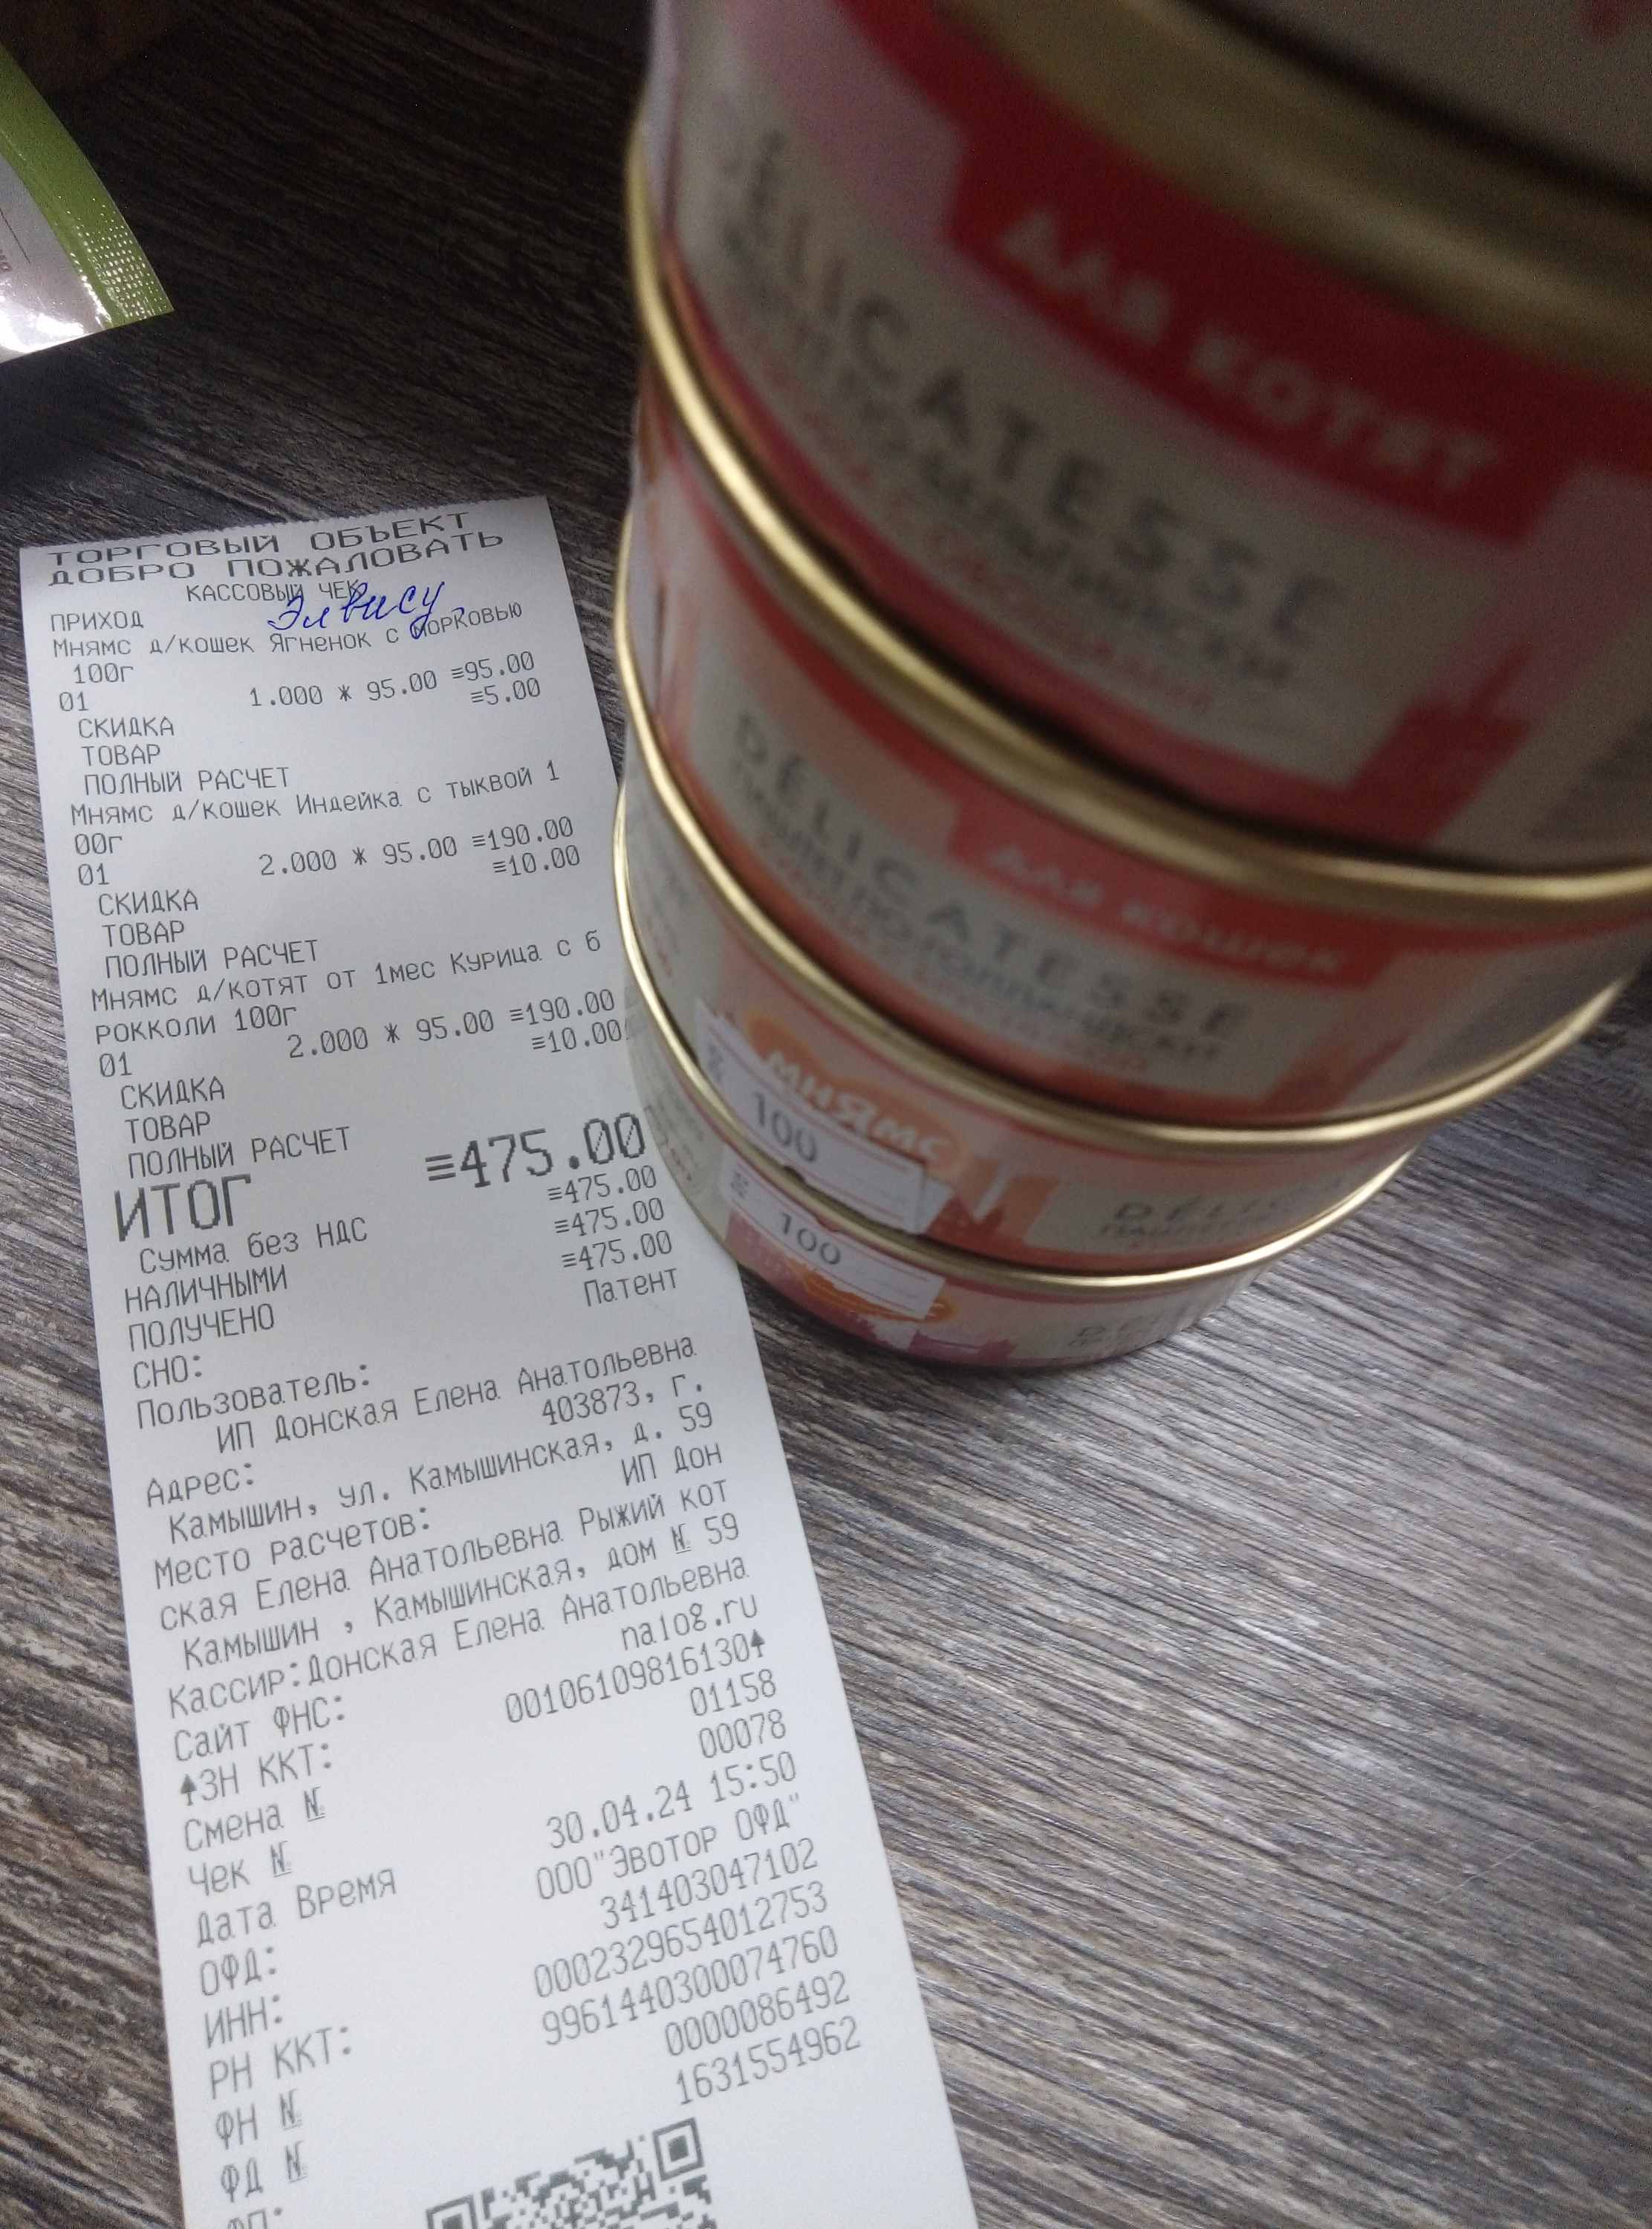 ТОРГОВЫЙ ОБЪЕКТ
ДОБРО ПОЖАЛОВАТЬ
КАССОВЫЙ ЧЕК
Элвису
ПРИХОД
Мнямс д/кошек Ягненок с морковью
100г
01 1.000 * 95.00 ≡95.00
СКИДКА ≡5.00
ТОВАР
ПОЛНЫЙ РАСЧЕТ
Мнямс д/кошек Индейка с тыквой 1
00г
01 2.000 * 95.00 ≡190.00
СКИДКА ≡10.00
ТОВАР
ПОЛНЫЙ РАСЧЕТ
Мнямс д/котят от 1мес Курица с б
рокколи 100г
01 2.000 * 95.00 ≡190.00
СКИДКА ≡10.00
ТОВАР
ПОЛНЫЙ РАСЧЕТ
ИТОГ ≡475.00
Сумма без НДС ≡475.00
НАЛИЧНЫМИ ≡475.00
ПОЛУЧЕНО ≡475.00
СНО: Патент
Пользователь:
ИП Донская Елена Анатольевна
Адрес: 403873, г.
Камышин, ул. Камышинская, д. 59
Место расчетов: ИП Дон
ская Елена Анатольевна Рыжий кот
Камышин , Камышинская, дом № 59
Кассир:Донская Елена Анатольевна
Сайт ФНС: nalog.ru
↑ЗН ККТ: 00106109816130↑
Смена № 01158
Чек № 00078
Дата Время 30.04.24 15:50
ОФД: ООО"ЭВОТОР ОФД"
ИНН: 341403047102
РН ККТ: 0002329654012753
ФН № 9961440300074760
ФД № 0000086492
ФП: 1631554962
ДЛЯ КОТЯТ
DELICATESSE
ДЛЯ КОШЕК
DELICATESSE
мнямс
100
100